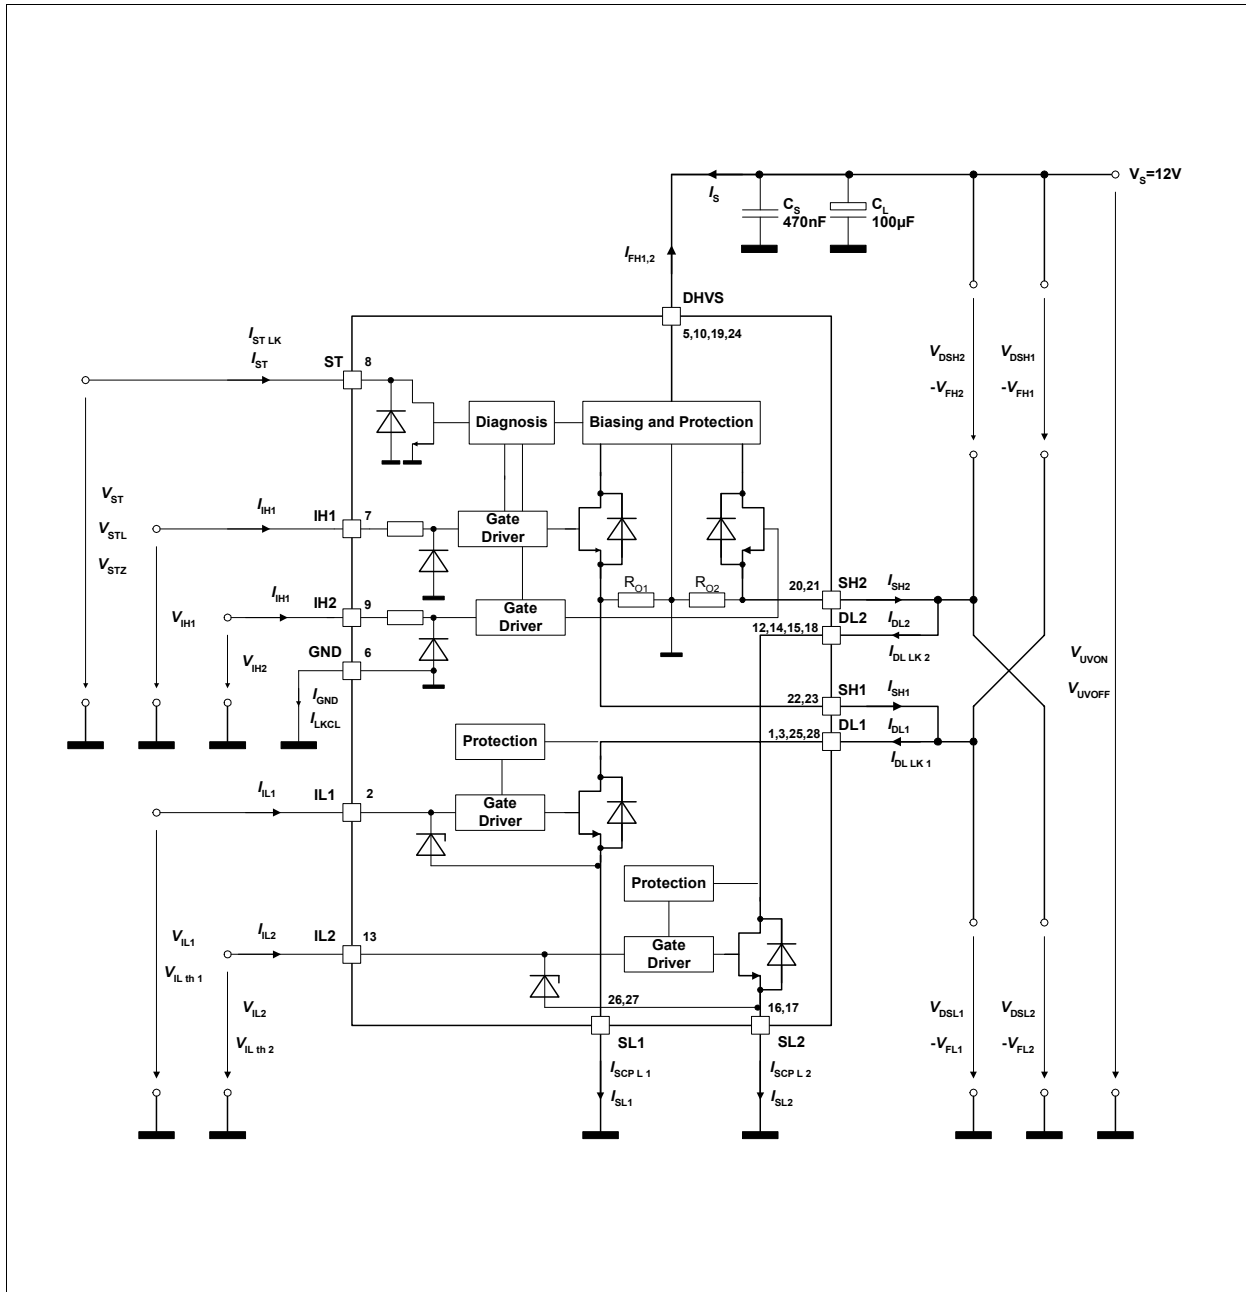 V_S=12V
I_S
C_S
470nF
C_L
100µF
I_FH1,2
DHVS
5,10,19,24
I_ST LK
I_ST
ST
8
V_DSH2
V_DSH1
-V_FH2
-V_FH1
Diagnosis
Biasing and Protection
V_ST
V_STL
V_STZ
I_IH1
IH1
7
Gate
Driver
R_O1
R_O2
20,21
SH2
I_SH2
I_IH1
IH2
9
Gate
Driver
DL2
I_DL2
12,14,15,18
I_DL LK 2
V_IH1
V_IH2
GND
6
I_GND
I_LKCL
V_UVON
V_UVOFF
22,23
SH1
I_SH1
DL1
I_DL1
1,3,25,28
I_DL LK 1
Protection
I_IL1
IL1
2
Gate
Driver
Protection
I_IL2
IL2
13
Gate
Driver
V_IL1
V_IL th 1
V_IL2
V_IL th 2
26,27
16,17
SL1
SL2
V_DSL1
V_DSL2
-V_FL1
-V_FL2
I_SCP L 1
I_SL1
I_SCP L 2
I_SL2